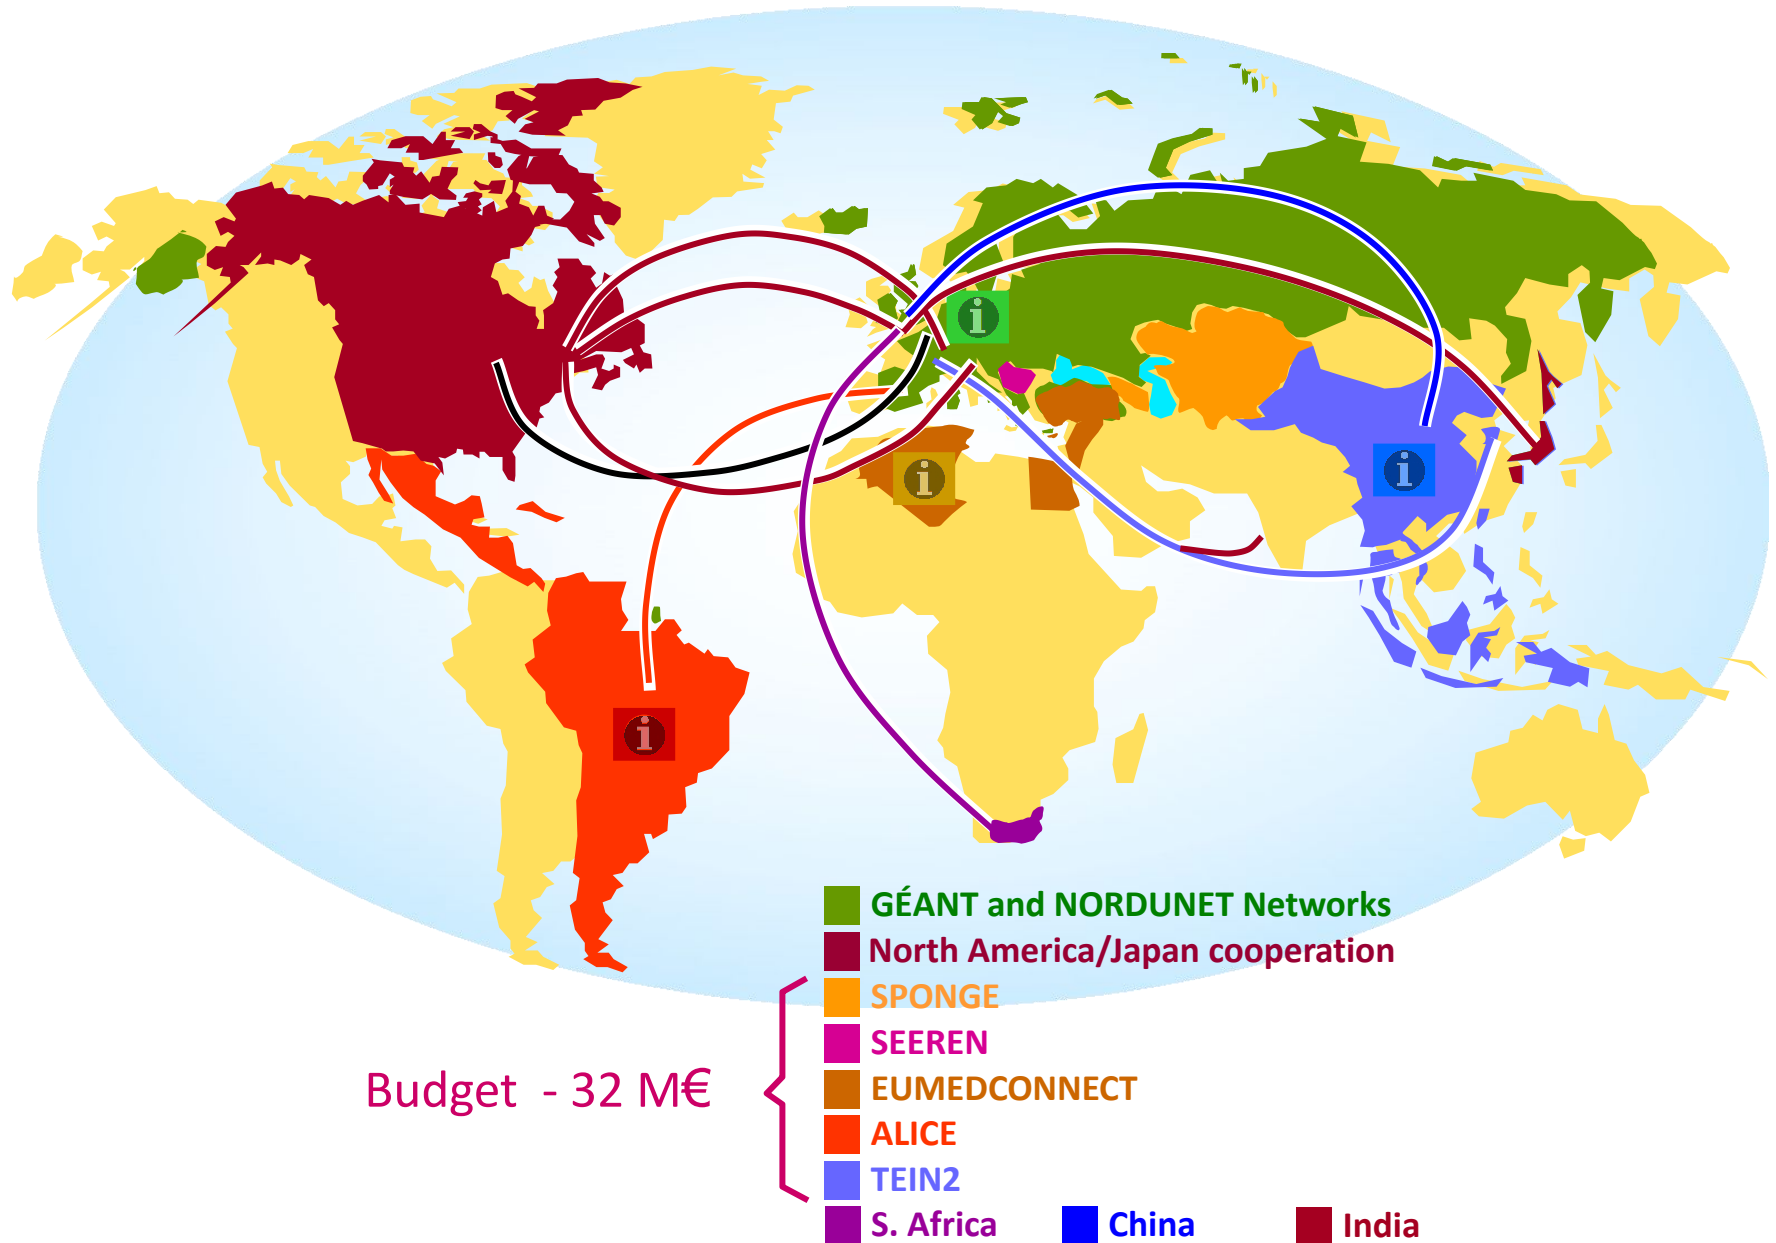 i
i
i
i
GÉANT and NORDUNET Networks
North America/Japan cooperation
SPONGE
SEEREN
Budget - 32 M€
EUMEDCONNECT
ALICE
TEIN2
S. Africa China India